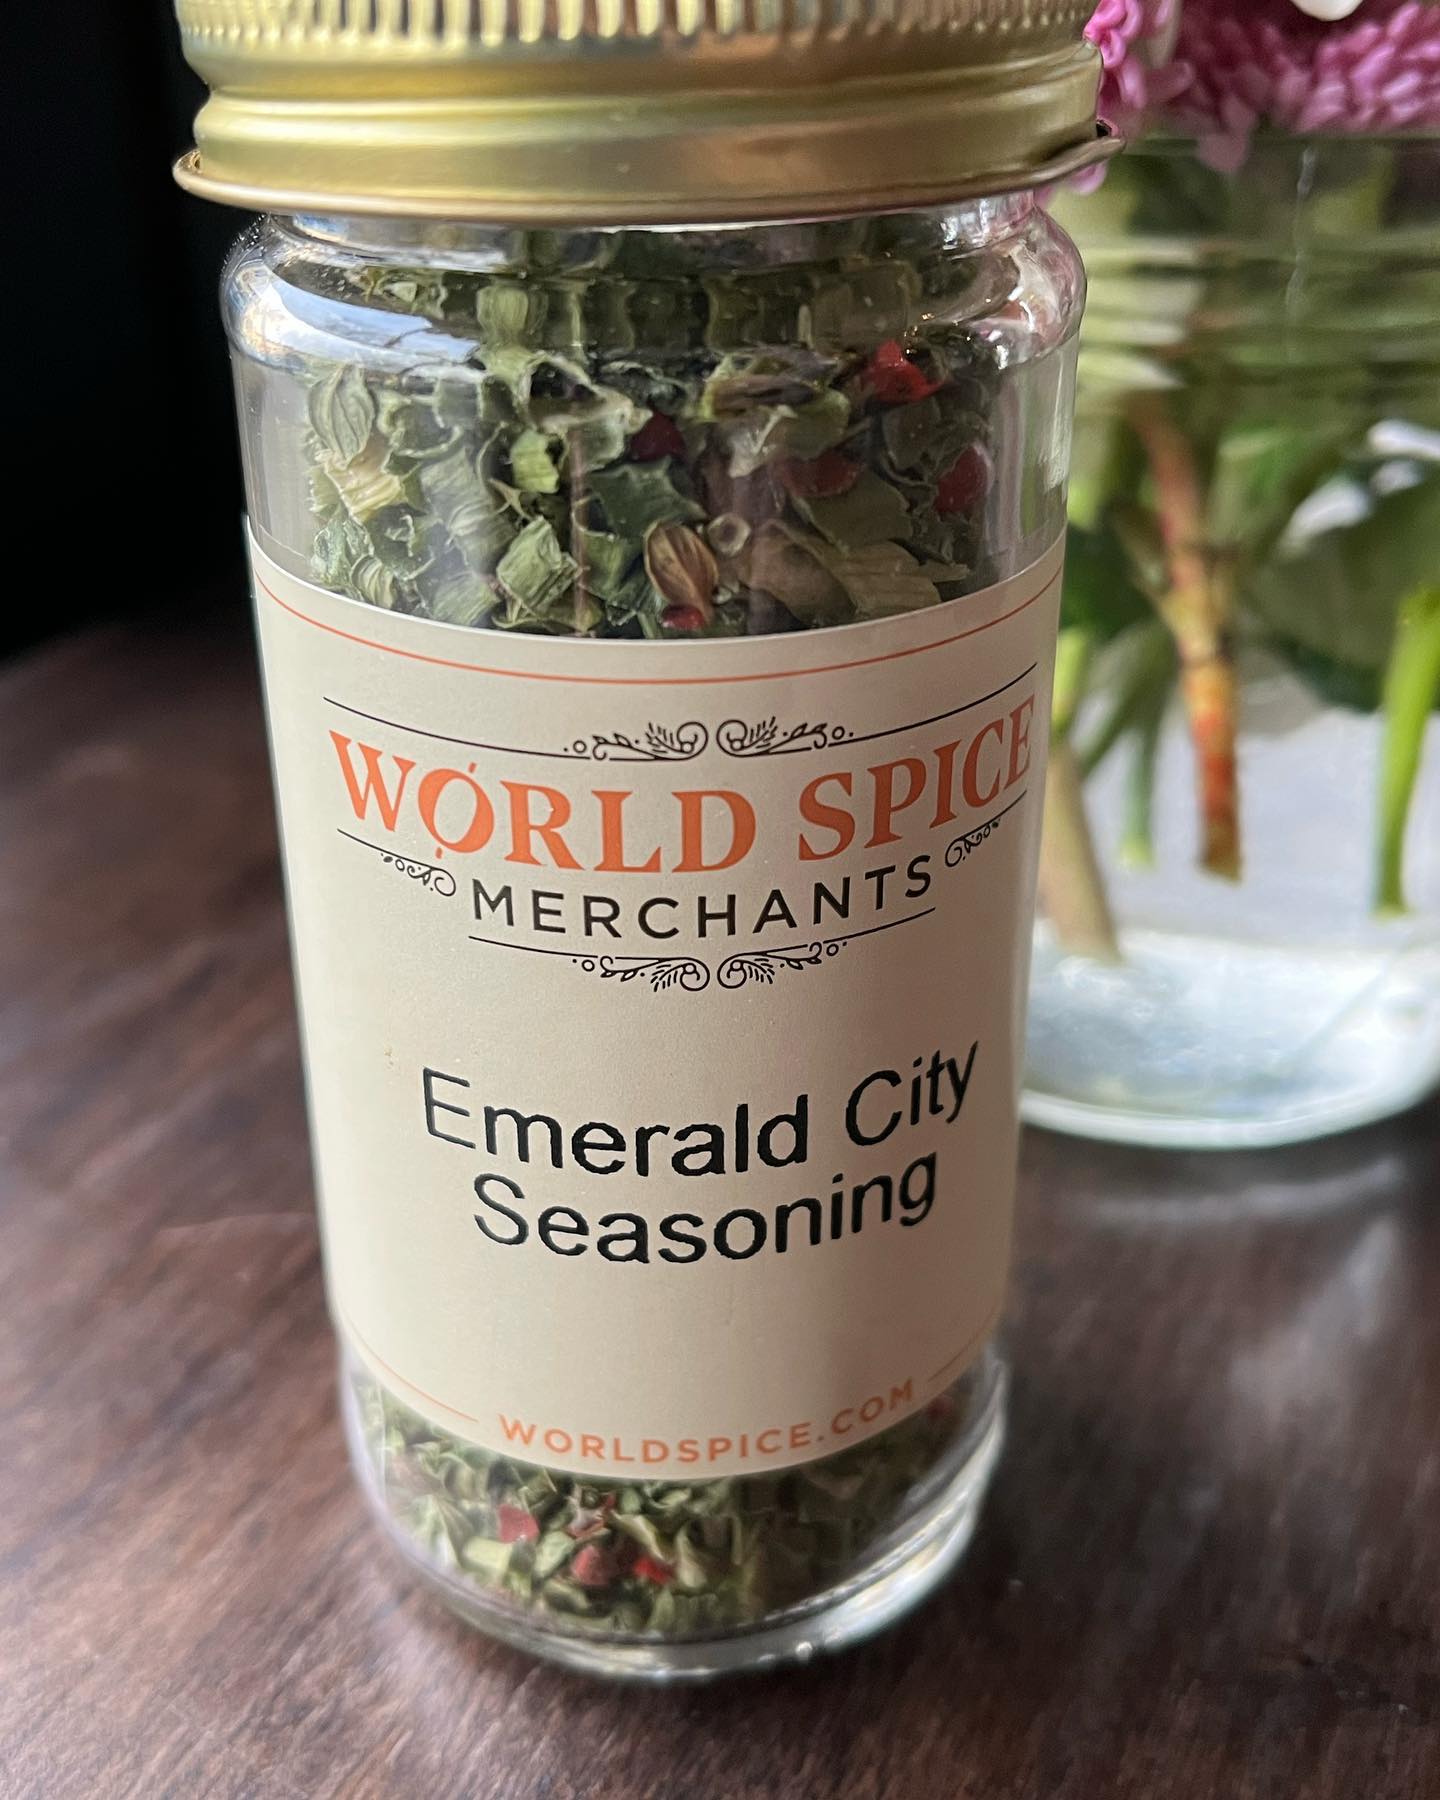 WORLD SPICE
MERCHANTS
Emerald City
Seasoning
WORLDSPICE.COM